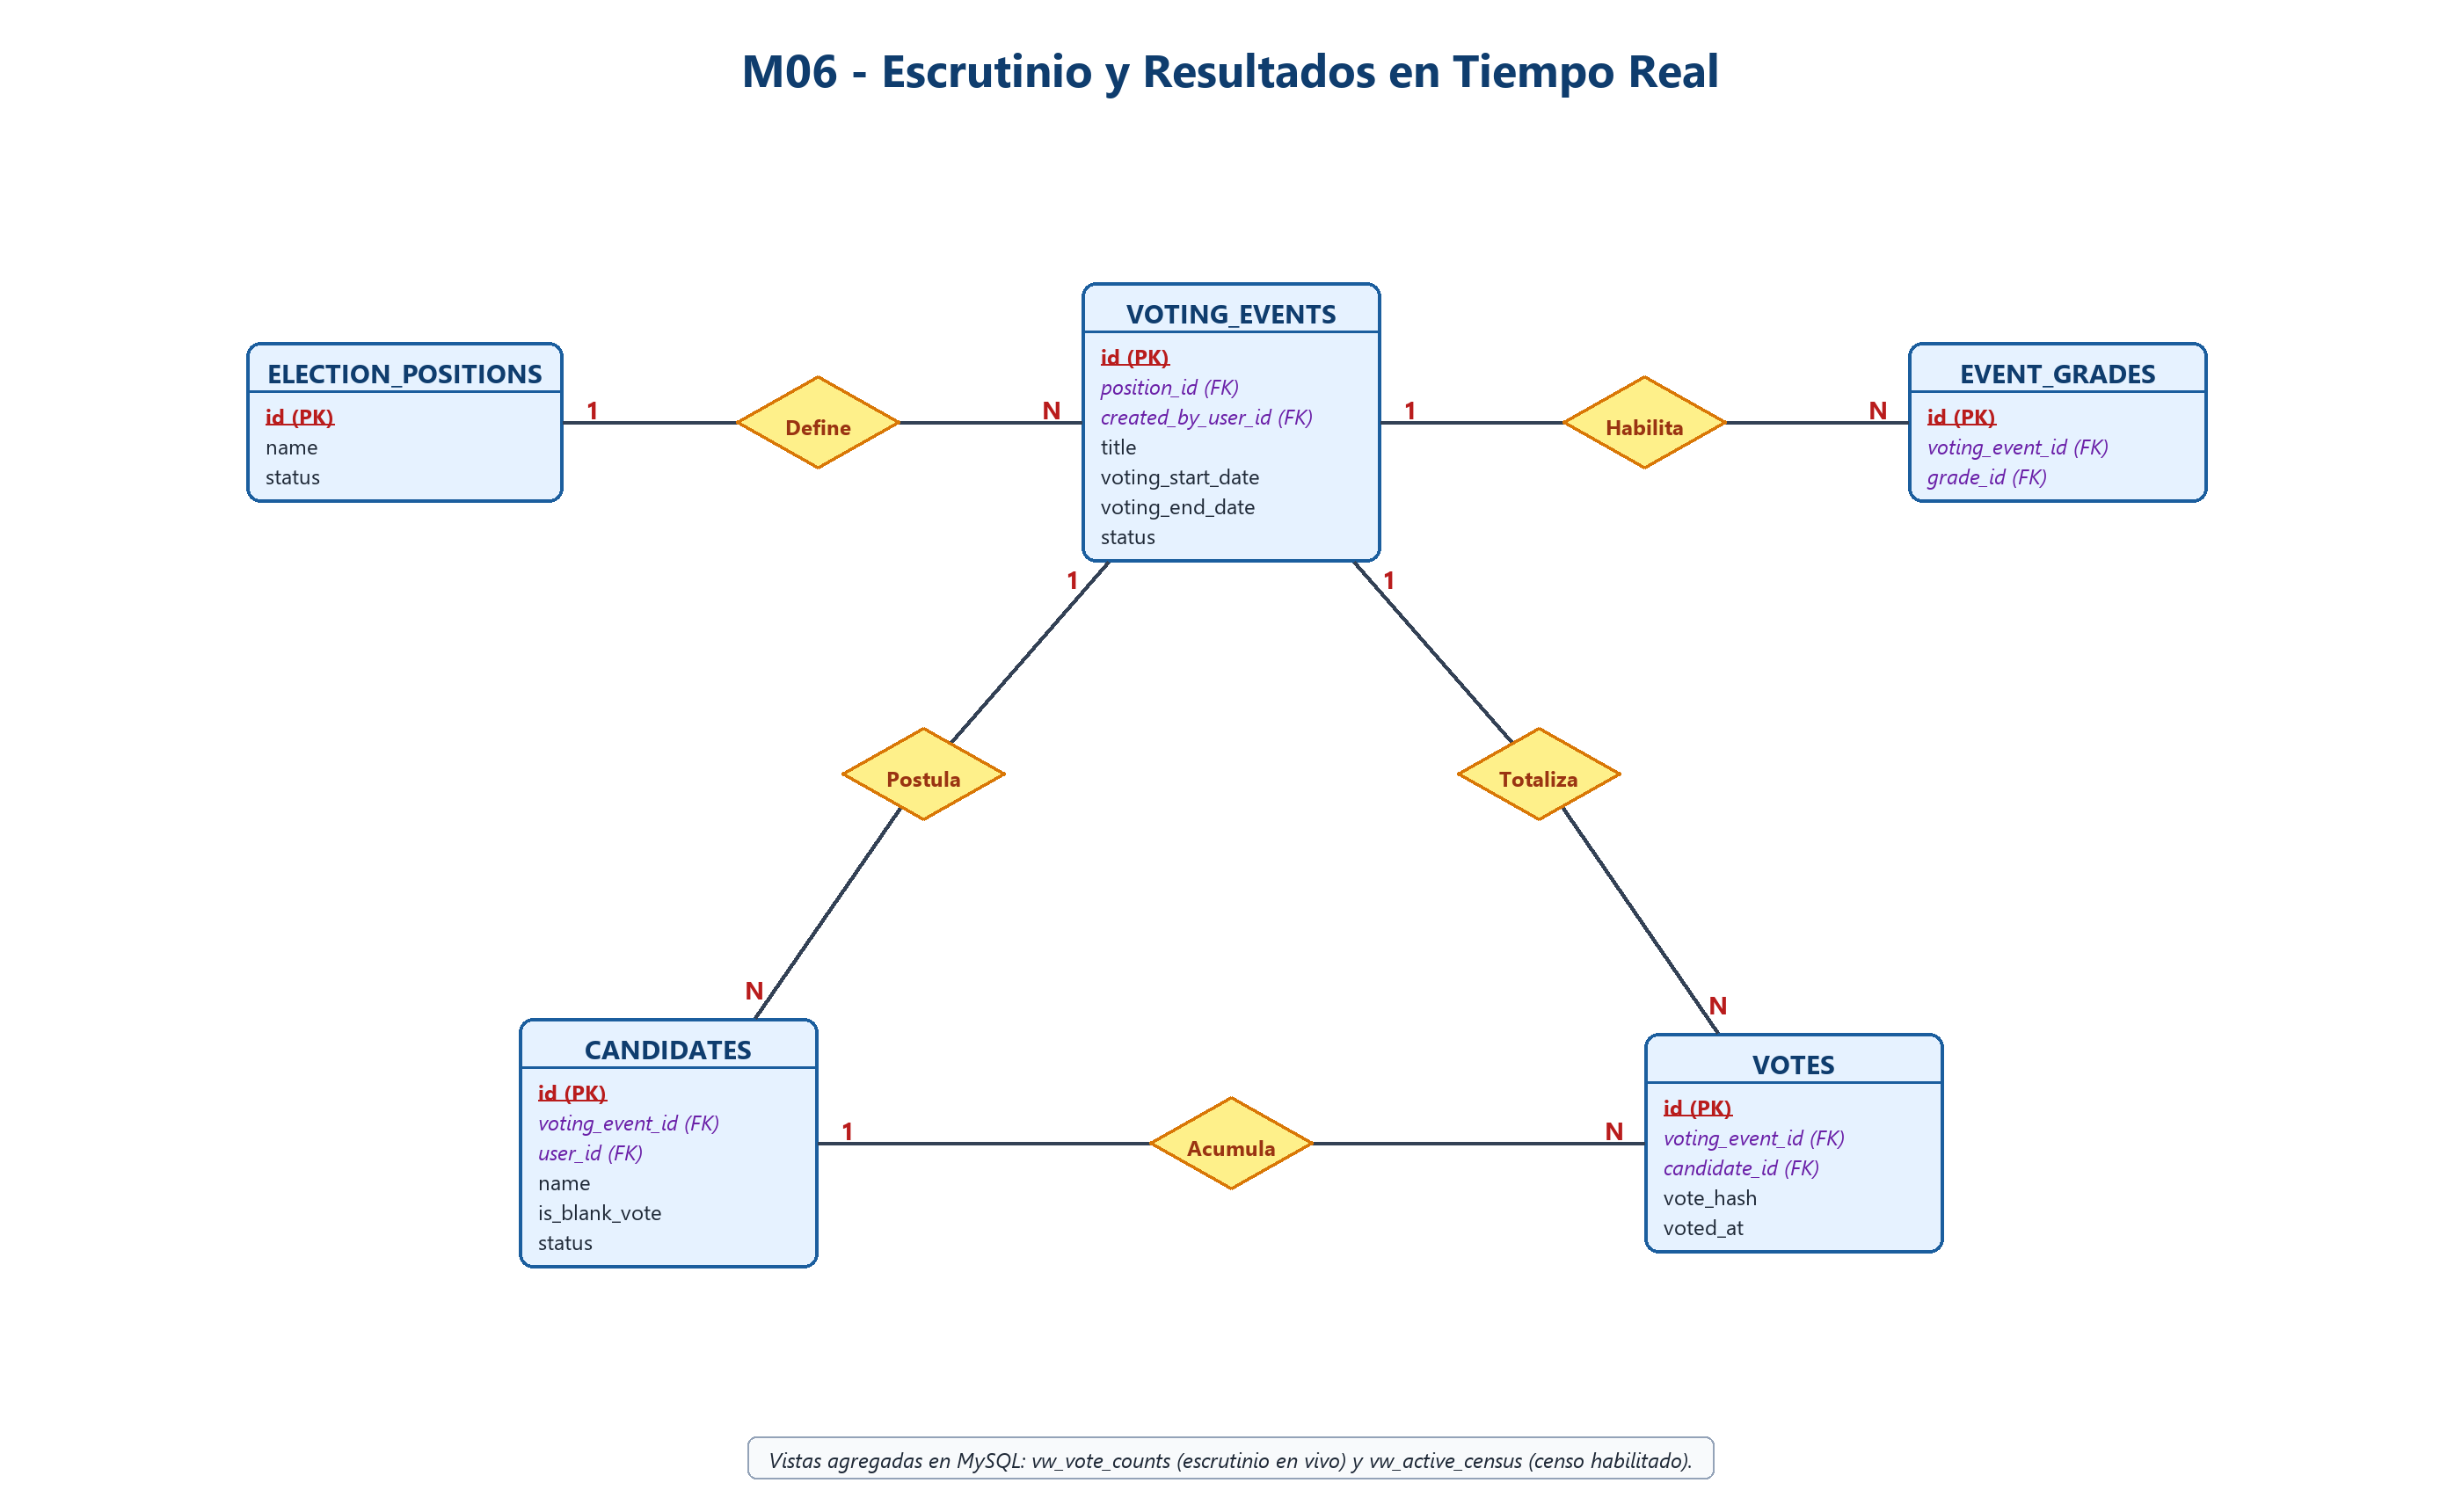 M06 - Escrutinio y Resultados en Tiempo Real
ELECTION_POSITIONS
id (PK)
name
status
1
Define
N
VOTING_EVENTS
id (PK)
position_id (FK)
created_by_user_id (FK)
title
voting_start_date
voting_end_date
status
1
Habilita
N
EVENT_GRADES
id (PK)
voting_event_id (FK)
grade_id (FK)
1
1
Postula
Totaliza
N
N
CANDIDATES
id (PK)
voting_event_id (FK)
user_id (FK)
name
is_blank_vote
status
1
Acumula
N
VOTES
id (PK)
voting_event_id (FK)
candidate_id (FK)
vote_hash
voted_at
Vistas agregadas en MySQL: vw_vote_counts (escrutinio en vivo) y vw_active_census (censo habilitado).